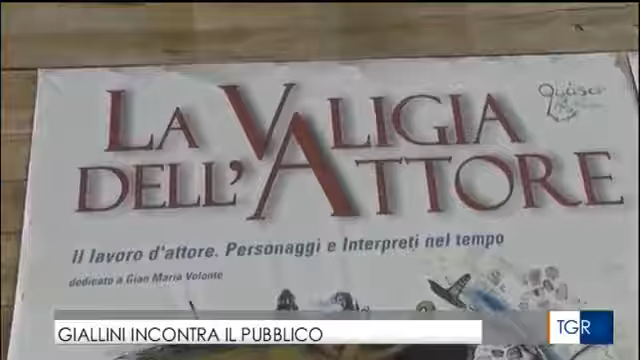 Quasar
LA VALIGIA
DELL'ATTORE
Il lavoro d'attore. Personaggi e Interpreti nel tempo
dedicato a Gian Maria Volonte
GIALLINI INCONTRA IL PUBBLICO
TGR